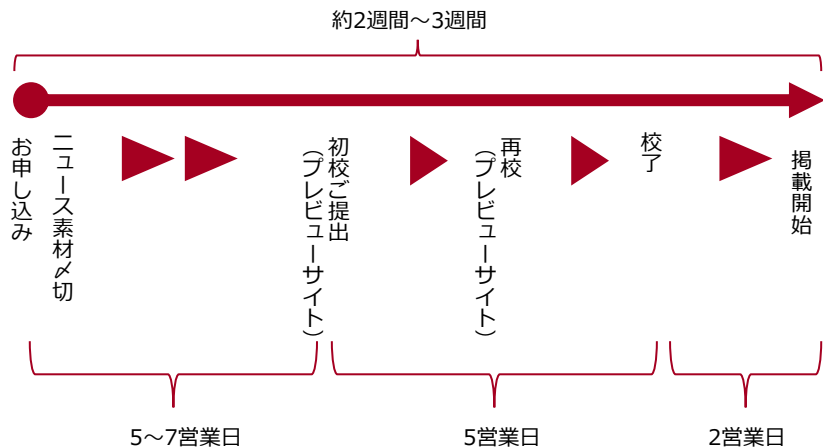 約2週間～3週間
お申し込み
ニュース素材〆切
初校ご提出
（プレビューサイト）
再校
（プレビューサイト）
校了
掲載開始
5～7営業日
5営業日
2営業日